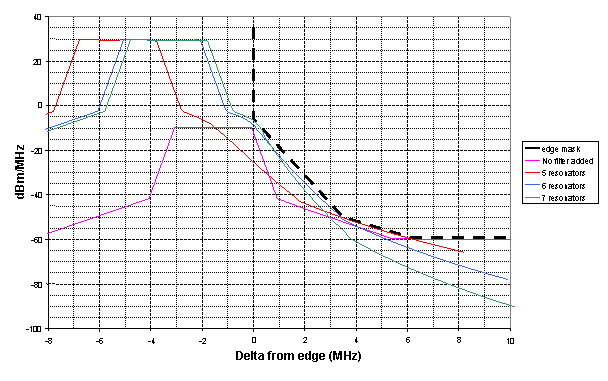 40
20
0
-20
-40
-60
-80
-100
dBm/MHz
-8 -6 -4 -2 0 2 4 6 8 10
Delta from edge (MHz)
edge mask
No filter added
5 resonators
6 resonators
7 resonators